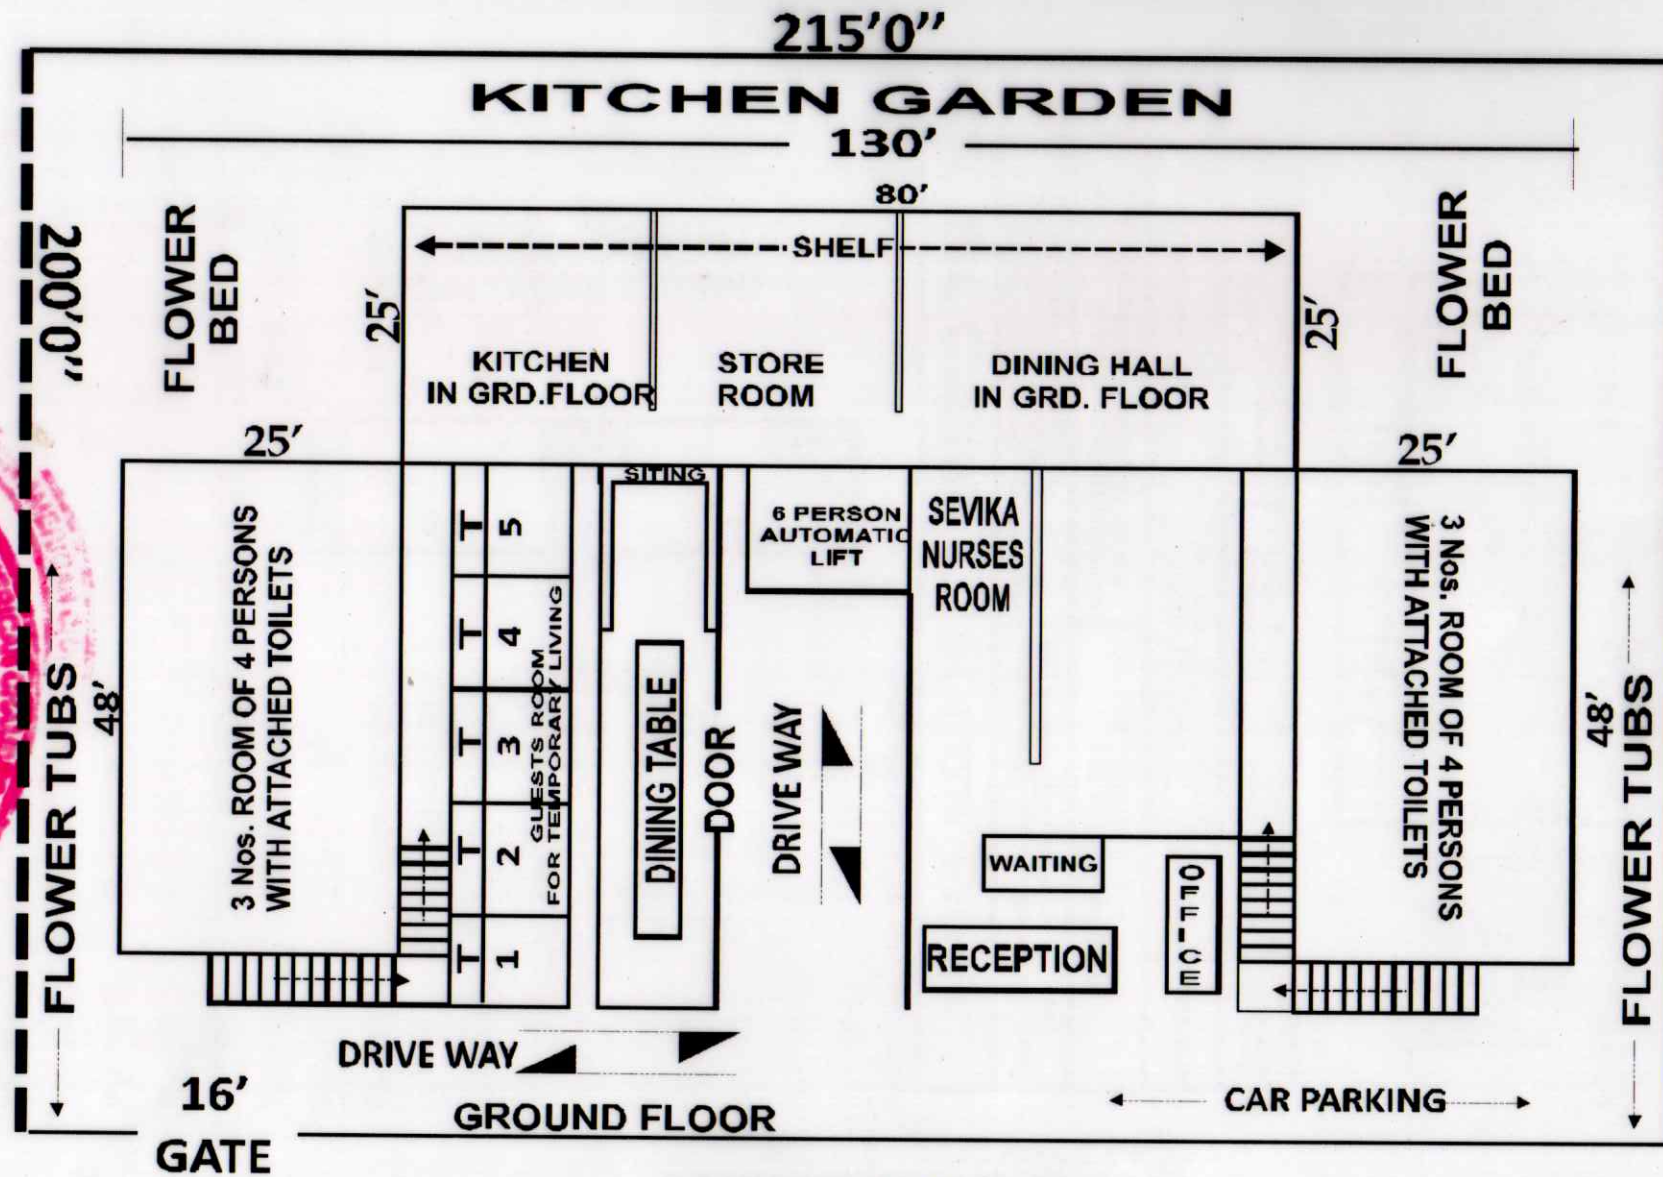 215'0''
KITCHEN GARDEN
130'
80'
SHELF
FLOWER
BED
FLOWER
BED
200'0''
25'
25'
KITCHEN
IN GRD.FLOOR
STORE
ROOM
DINING HALL
IN GRD. FLOOR
25'
25'
3 Nos. ROOM OF 4 PERSONS
WITH ATTACHED TOILETS
48'
FLOWER TUBS
T 5
T 4
T 3
T 2
T 1
GUESTS ROOM
FOR TEMPORARY LIVING
SITING
DINING TABLE
DOOR
6 PERSON
AUTOMATIC
LIFT
DRIVE WAY
SEVIKA
NURSES
ROOM
WAITING
RECEPTION
OFFICE
3 Nos. ROOM OF 4 PERSONS
WITH ATTACHED TOILETS
48'
FLOWER TUBS
DRIVE WAY
CAR PARKING
16'
GATE
GROUND FLOOR